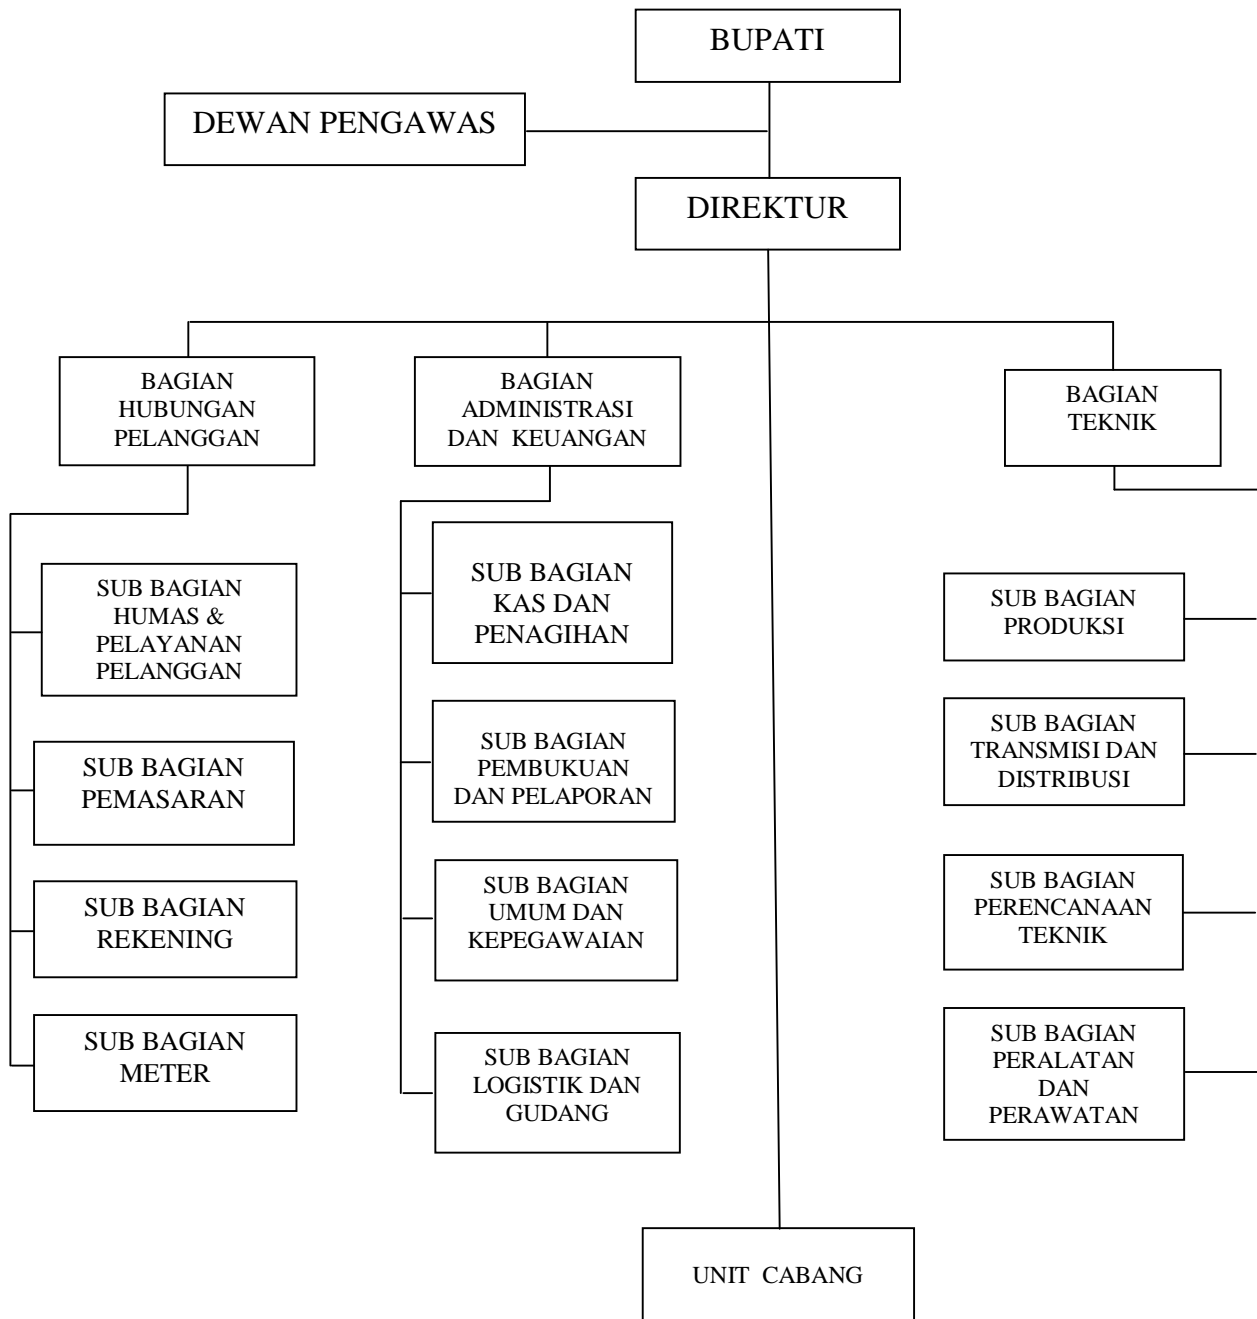 BUPATI
DEWAN PENGAWAS
DIREKTUR
BAGIAN
HUBUNGAN
PELANGGAN
BAGIAN
ADMINISTRASI
DAN KEUANGAN
BAGIAN
TEKNIK
SUB BAGIAN
HUMAS &
PELAYANAN
PELANGGAN
SUB BAGIAN
PEMASARAN
SUB BAGIAN
REKENING
SUB BAGIAN
METER
SUB BAGIAN
KAS DAN
PENAGIHAN
SUB BAGIAN
PEMBUKUAN
DAN PELAPORAN
SUB BAGIAN
UMUM DAN
KEPEGAWAIAN
SUB BAGIAN
LOGISTIK DAN
GUDANG
SUB BAGIAN
PRODUKSI
SUB BAGIAN
TRANSMISI DAN
DISTRIBUSI
SUB BAGIAN
PERENCANAAN
TEKNIK
SUB BAGIAN
PERALATAN
DAN
PERAWATAN
UNIT CABANG